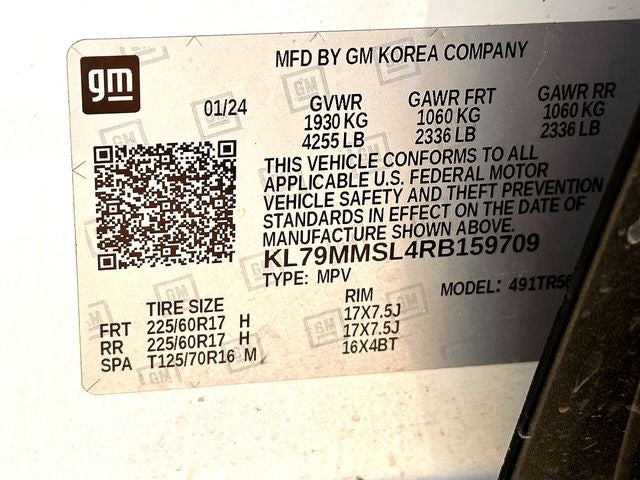 gm
MFD BY GM KOREA COMPANY
01/24
GVWR GAWR FRT GAWR RR
1930 KG 1060 KG 1060 KG
4255 LB 2336 LB 2336 LB
THIS VEHICLE CONFORMS TO ALL
APPLICABLE U.S. FEDERAL MOTOR
VEHICLE SAFETY AND THEFT PREVENTION
STANDARDS IN EFFECT ON THE DATE OF
MANUFACTURE SHOWN ABOVE.
KL79MMSL4RB159709
TYPE: MPV MODEL:
TIRE SIZE RIM
FRT 225/60R17 H 17X7.5J
RR 225/60R17 H 17X7.5J
SPA T125/70R16 M 16X4BT